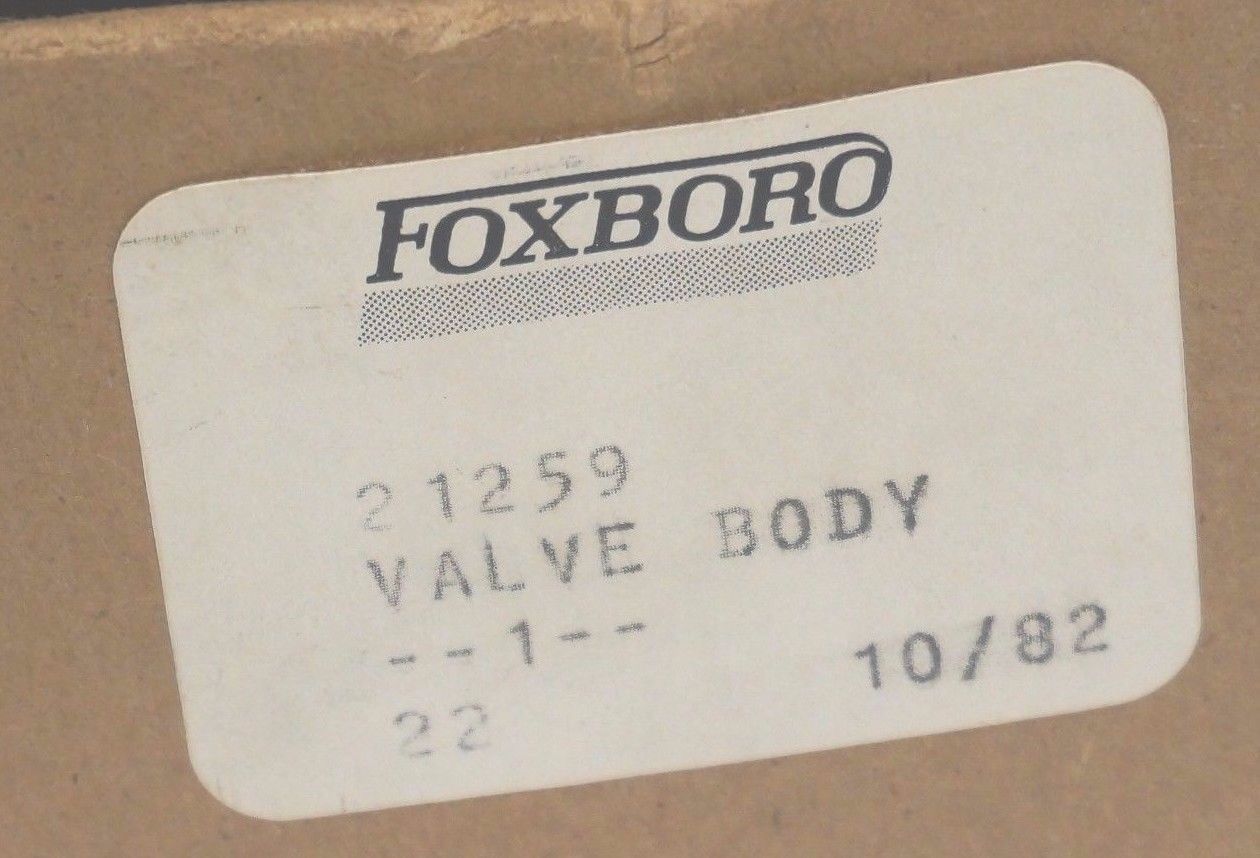 FOXBORO
21259
VALVE BODY
--1--
22 10/82